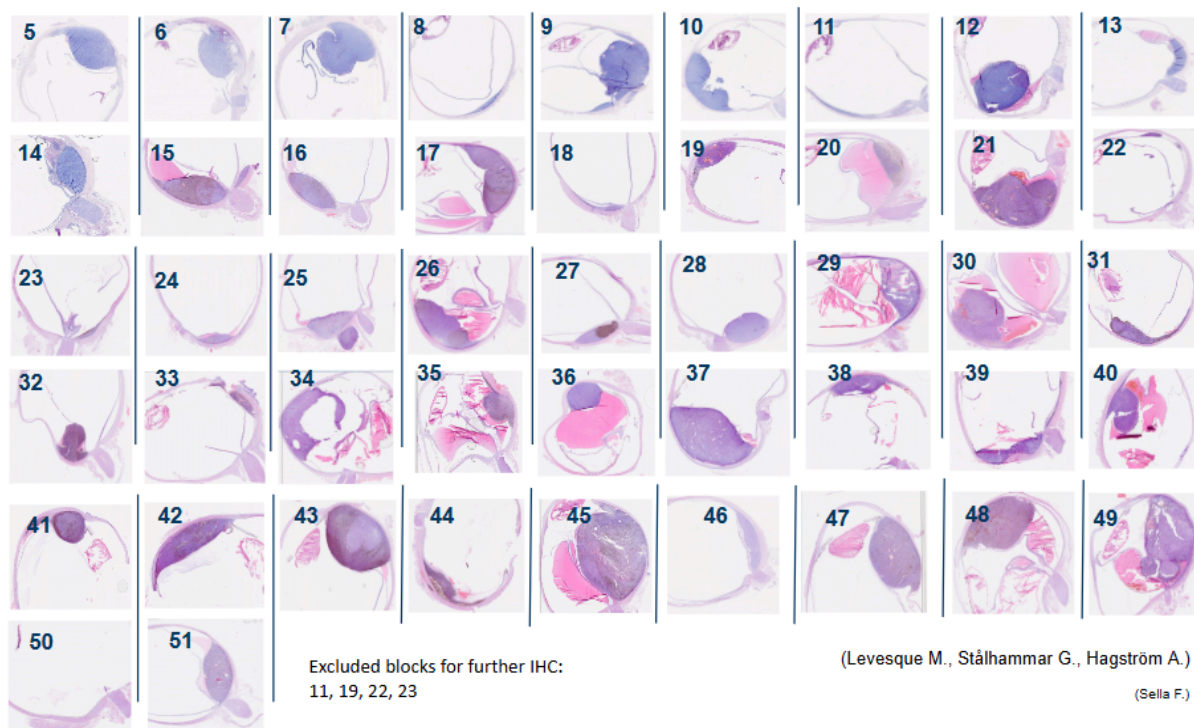 5 6 7 8 9 10 11 12 13
14 15 16 17 18 19 20 21 22
23 24 25 26 27 28 29 30 31
32 33 34 35 36 37 38 39 40
41 42 43 44 45 46 47 48 49
50 51
Excluded blocks for further IHC:
11, 19, 22, 23
(Levesque M., Stålhammar G., Hagström A.)
(Sella F.)